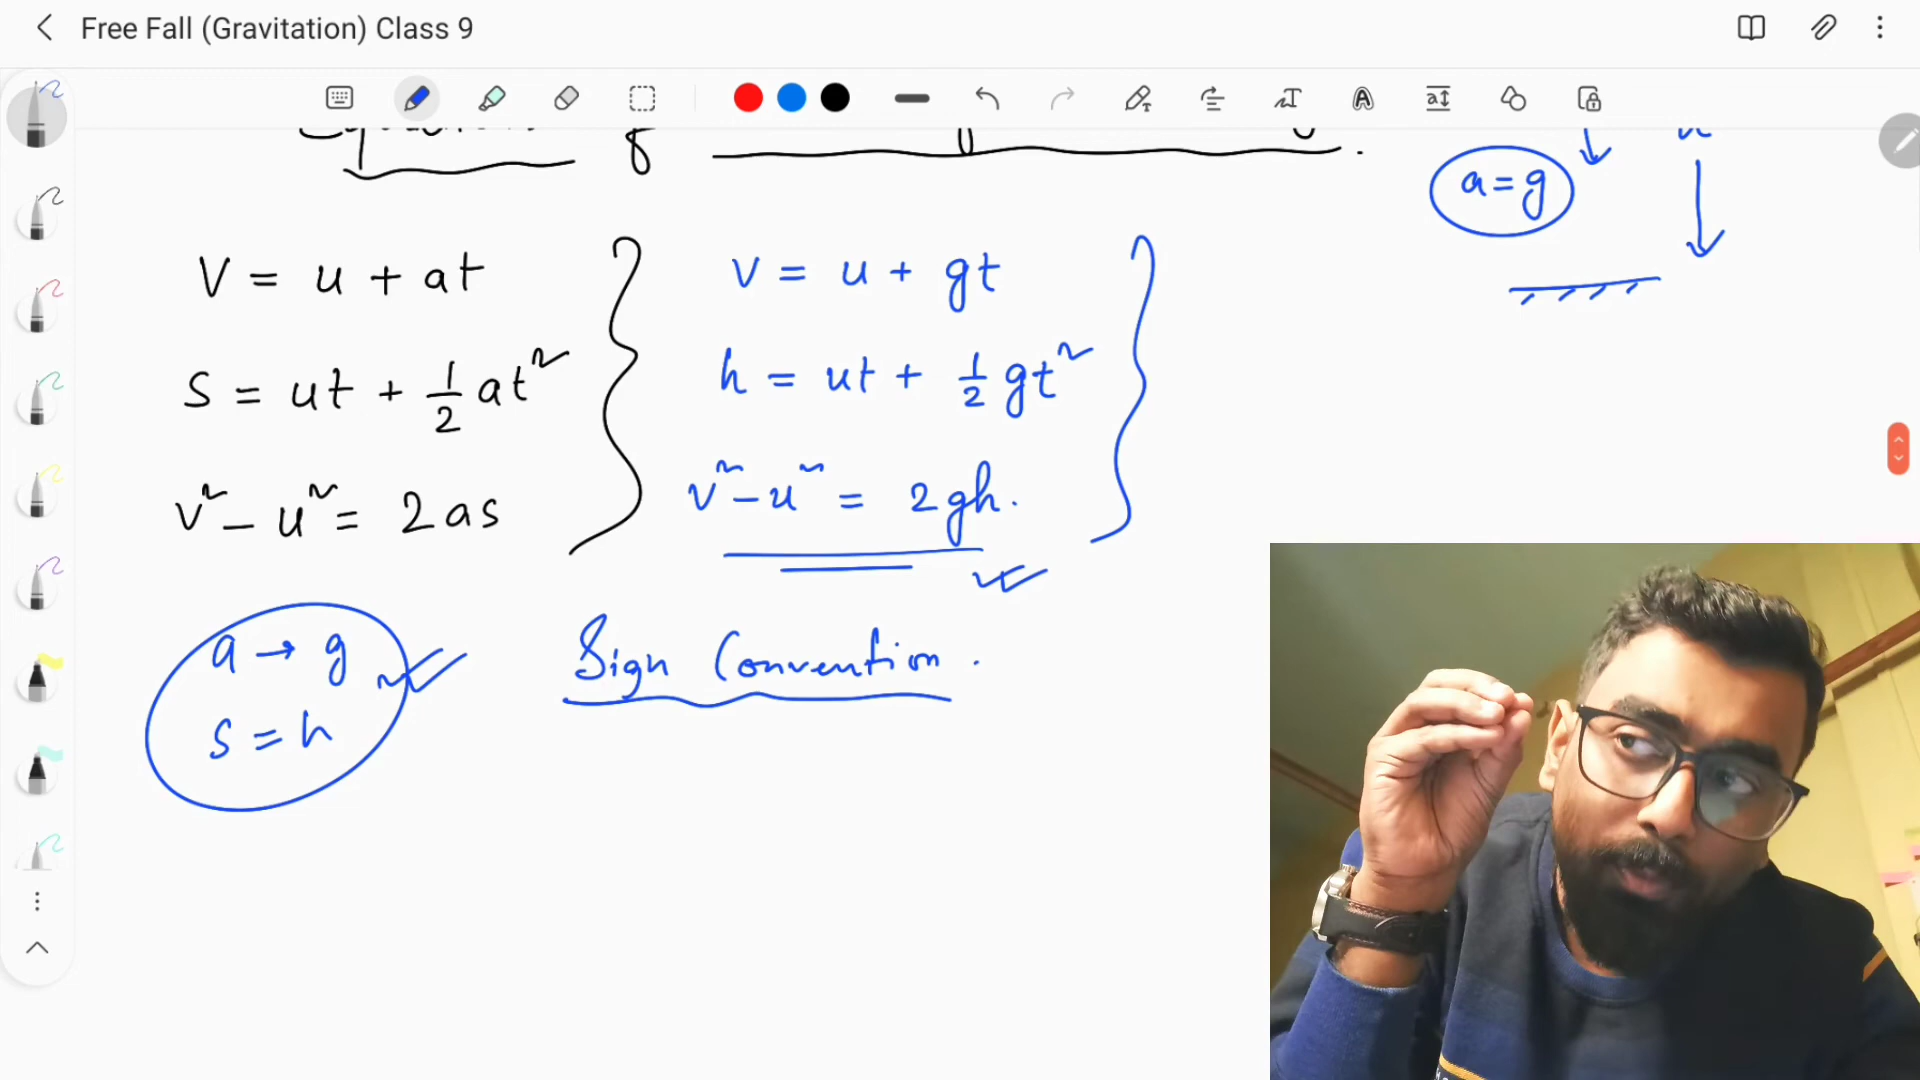 Free Fall (Gravitation) Class 9
a = g
V = u + at
S = ut + 1/2 at²
v² - u² = 2as
v = u + gt
h = ut + 1/2 gt²
v² - u² = 2gh.
a → g
s = h
Sign Convention.